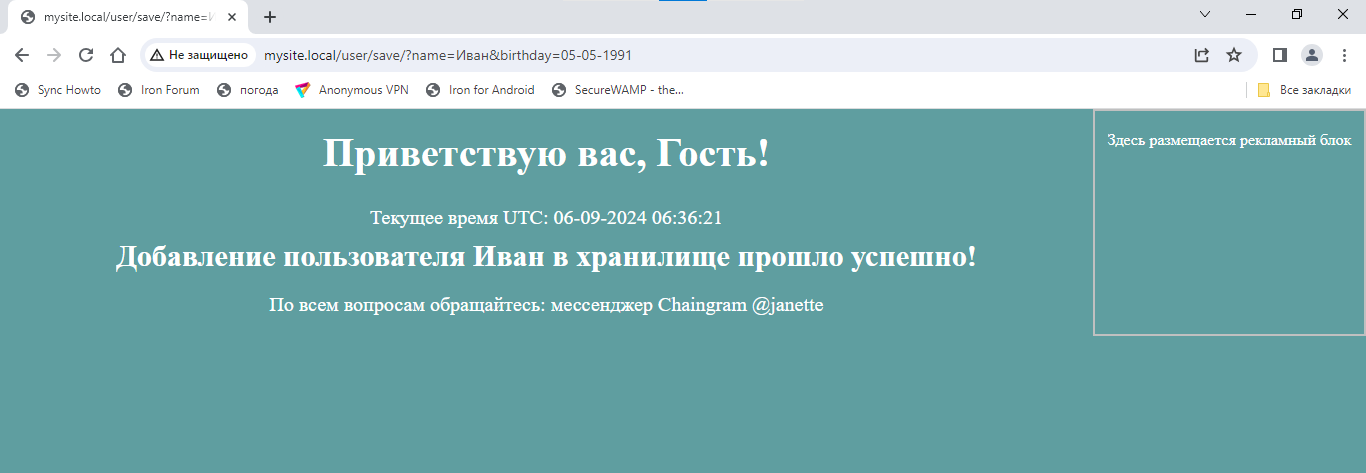 mysite.local/user/save/?name=И
Не защищено
mysite.local/user/save/?name=Иван&birthday=05-05-1991
Sync Howto
Iron Forum
погода
Anonymous VPN
Iron for Android
SecureWAMP - the...
Все закладки
Приветствую вас, Гость!
Текущее время UTC: 06-09-2024 06:36:21
Добавление пользователя Иван в хранилище прошло успешно!
По всем вопросам обращайтесь: мессенджер Chaingram @janette
Здесь размещается рекламный блок